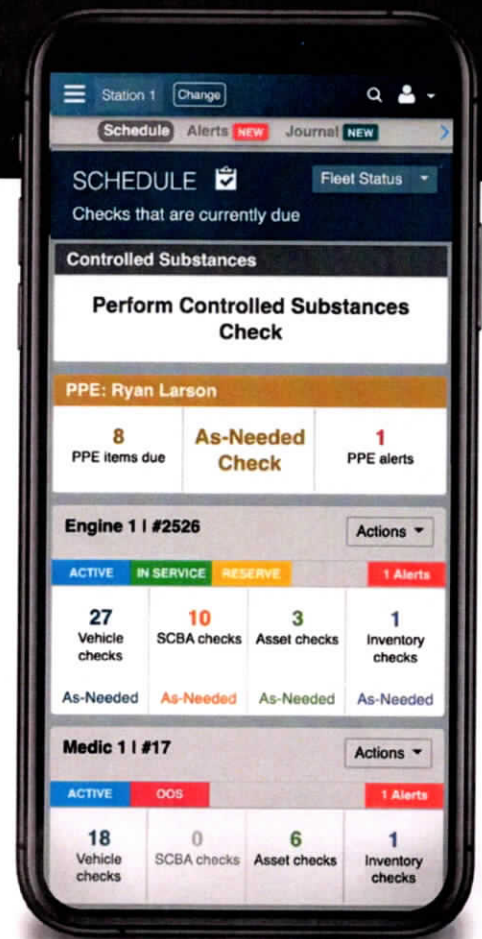 Station 1 Change
Schedule Alerts NEW Journal NEW
SCHEDULE Fleet Status
Checks that are currently due
Controlled Substances
Perform Controlled Substances
Check
PPE: Ryan Larson
8 As-Needed 1
PPE items due Check PPE alerts
Engine 1 | #2526 Actions
ACTIVE IN SERVICE RESERVE 1 Alerts
27 10 3 1
Vehicle SCBA checks Asset checks Inventory
checks checks
As-Needed As-Needed As-Needed As-Needed
Medic 1 | #17 Actions
ACTIVE OOS 1 Alerts
18 0 6 1
Vehicle SCBA checks Asset checks Inventory
checks checks